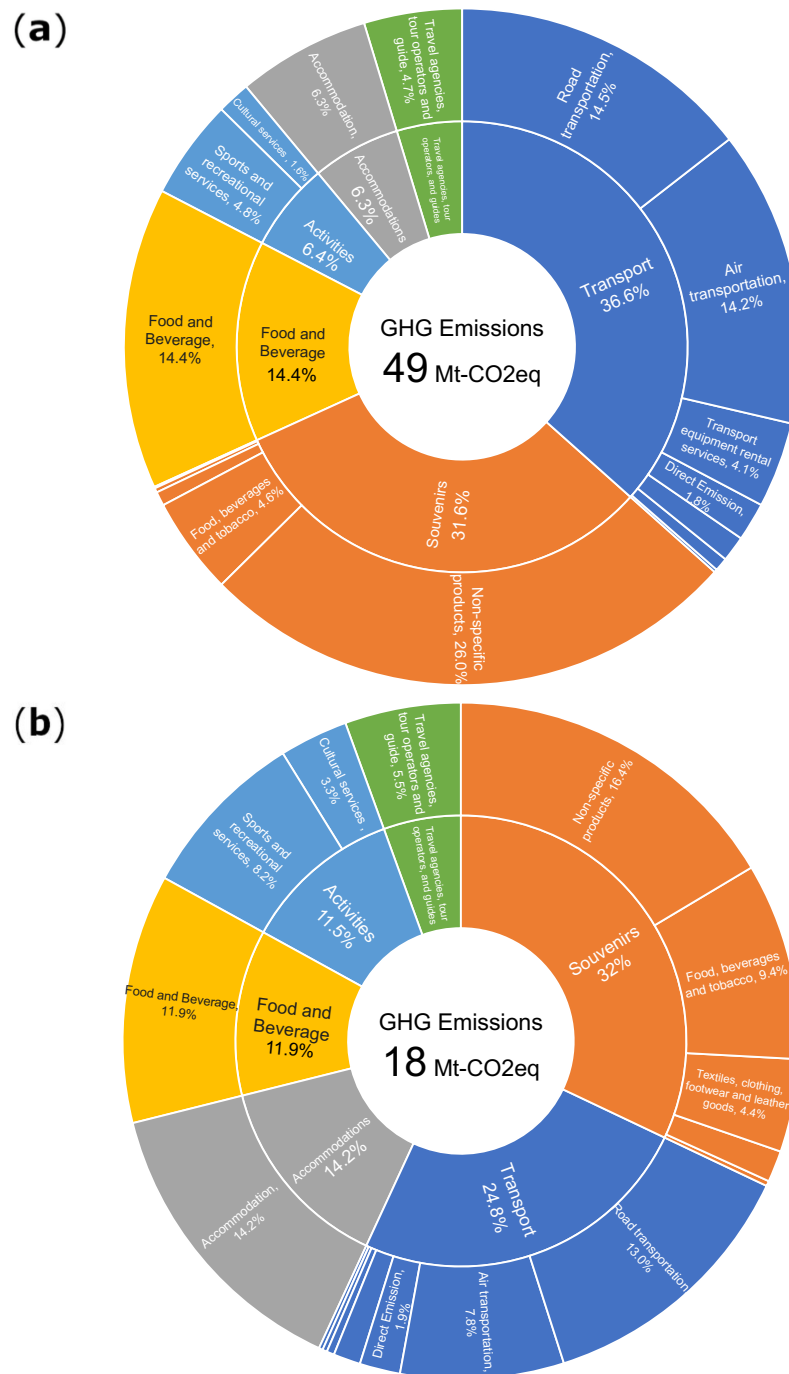 (a)
Travel agencies,
tour operators and
guide, 4.7%
Road
transportation,
14.5%
Accommodation,
6.3%
Cultural services , 1.6%
Sports and
recreational
services, 4.8%
Travel agencies, tour
operators, and guides
Accommodations
6.3%
Activities
6.4%
Transport
36.6%
Air
transportation,
14.2%
Food and
Beverage,
14.4%
Food and
Beverage
14.4%
GHG Emissions
49 Mt-CO2eq
Transport
equipment rental
services, 4.1%
Direct Emission,
1.8%
Souvenirs
31.6%
Food, beverages
and tobacco, 4.6%
Non-specific
products, 26.0%
(b)
Travel agencies,
tour operators and
guide, 5.5%
Cultural services ,
3.3%
Non-specific
products, 16.4%
Sports and
recreational
services, 8.2%
Travel agencies, tour
operators, and guides
Activities
11.5%
Souvenirs
32%
Food, beverages
and tobacco, 9.4%
Food and Beverage,
11.9%
Food and
Beverage
11.9%
GHG Emissions
18 Mt-CO2eq
Textiles, clothing,
footwear and leather
goods, 4.4%
Accommodations
14.2%
Transport
24.8%
Accommodation,
14.2%
Road transportation,
13.0%
Direct Emission,
1.9%
Air transportation,
7.8%